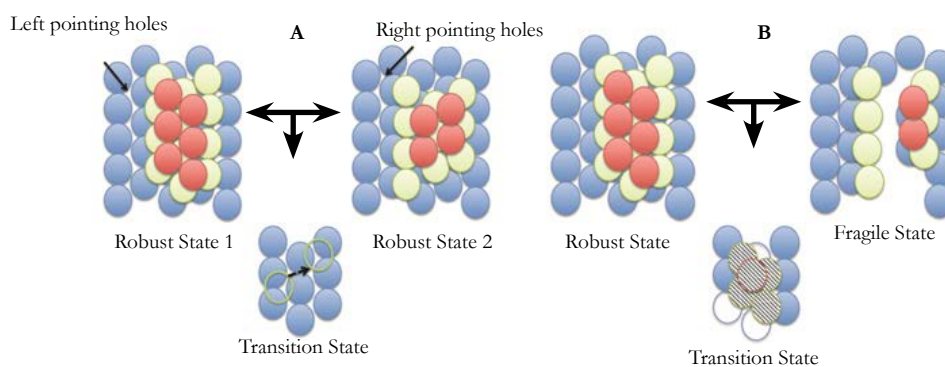 Left pointing holes
A
Right pointing holes
B
Robust State 1
Robust State 2
Robust State
Fragile State
Transition State
Transition State